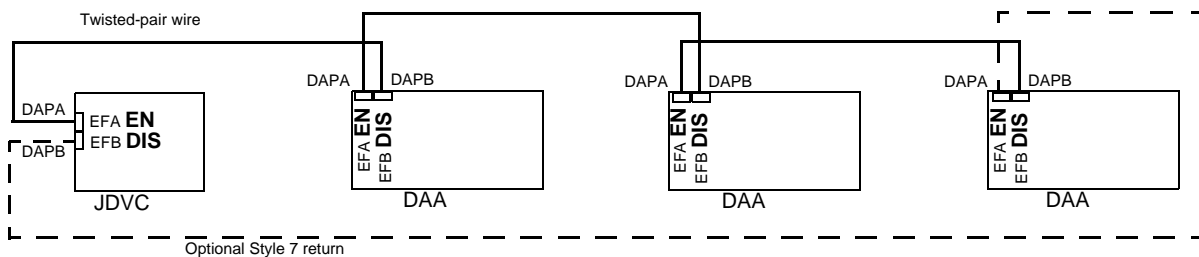 Twisted-pair wire
DAPA
DAPB
EFA EN
EFB DIS
JDVC
DAPA
DAPB
EFA EN
EFB DIS
DAA
DAPA
DAPB
EFA EN
EFB DIS
DAA
DAPA
DAPB
EFA EN
EFB DIS
DAA
Optional Style 7 return